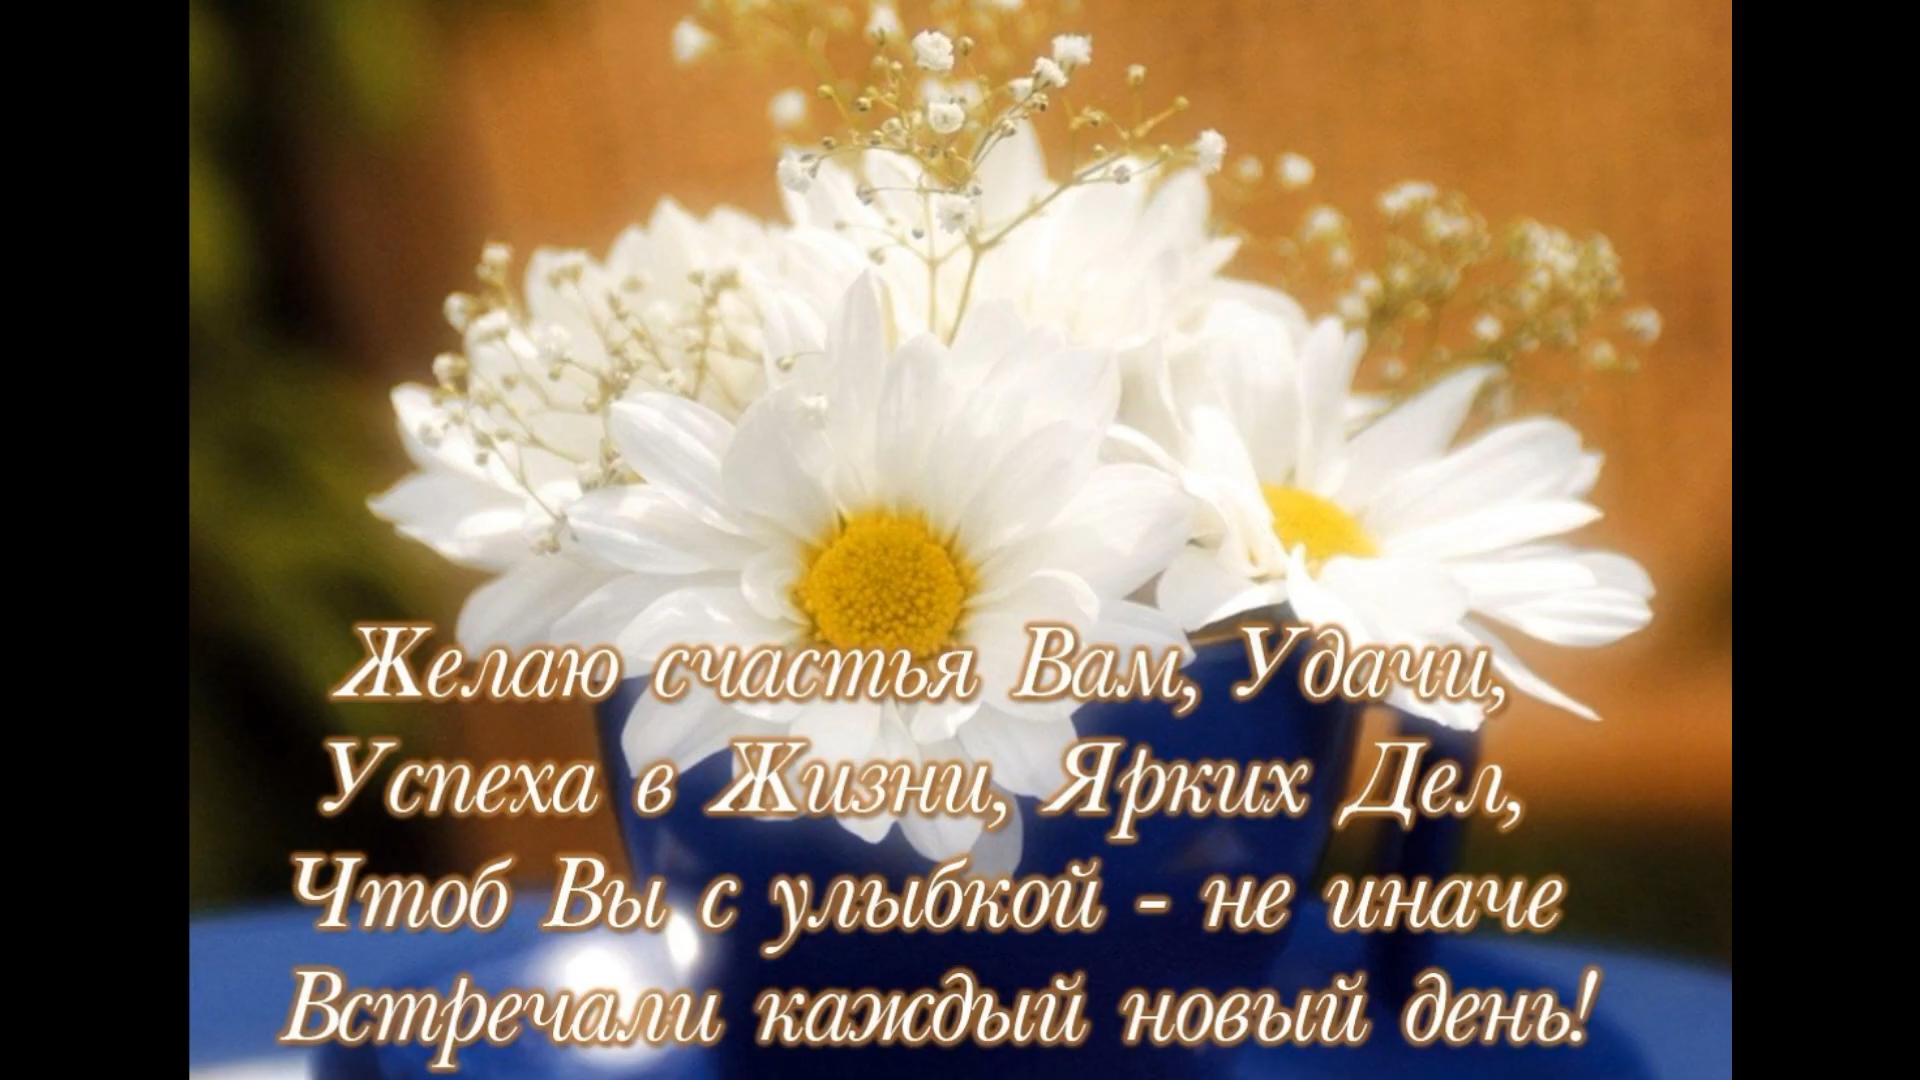 Желаю счастья Вам, Удачи,
Успеха в Жизни, Ярких Дел,
Чтоб Вы с улыбкой - не иначе
Встречали каждый новый день!